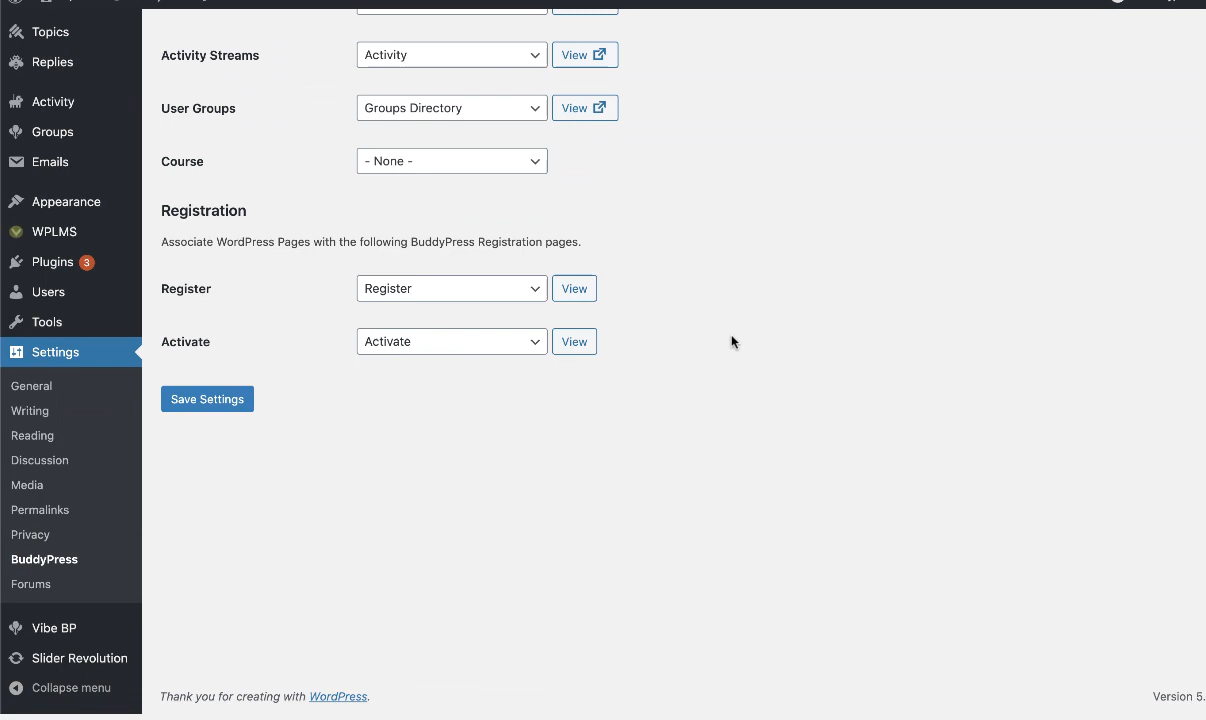 Topics
Replies
Activity
Groups
Emails
Appearance
WPLMS
Plugins 3
Users
Tools
Settings
General
Writing
Reading
Discussion
Media
Permalinks
Privacy
BuddyPress
Forums
Vibe BP
Slider Revolution
Collapse menu
Activity Streams Activity View
User Groups Groups Directory View
Course - None -
Registration
Associate WordPress Pages with the following BuddyPress Registration pages.
Register Register View
Activate Activate View
Save Settings
Thank you for creating with WordPress.
Version 5.